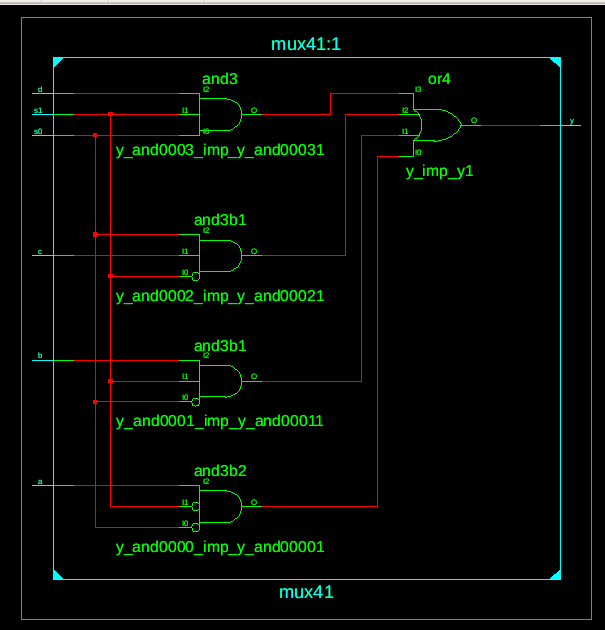 mux41:1
and3
or4
d
I2
I3
O
O
s1
I1
I2
y
s0
I0
I1
y_and0003_imp_y_and00031
I0
y_imp_y1
and3b1
I2
c
I1
O
I0
y_and0002_imp_y_and00021
and3b1
b
I2
I1
O
I0
y_and0001_imp_y_and00011
and3b2
a
I2
I1
O
I0
y_and0000_imp_y_and00001
mux41